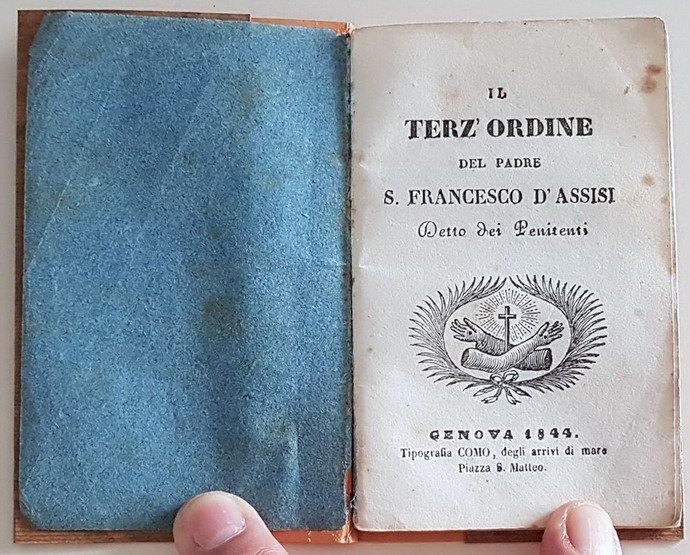 IL
TERZ' ORDINE
DEL PADRE
S. FRANCESCO D' ASSISI
Detto dei Penitenti
GENOVA 1844.
Tipografia COMO, degli arrivi di mare
Piazza S. Matteo.